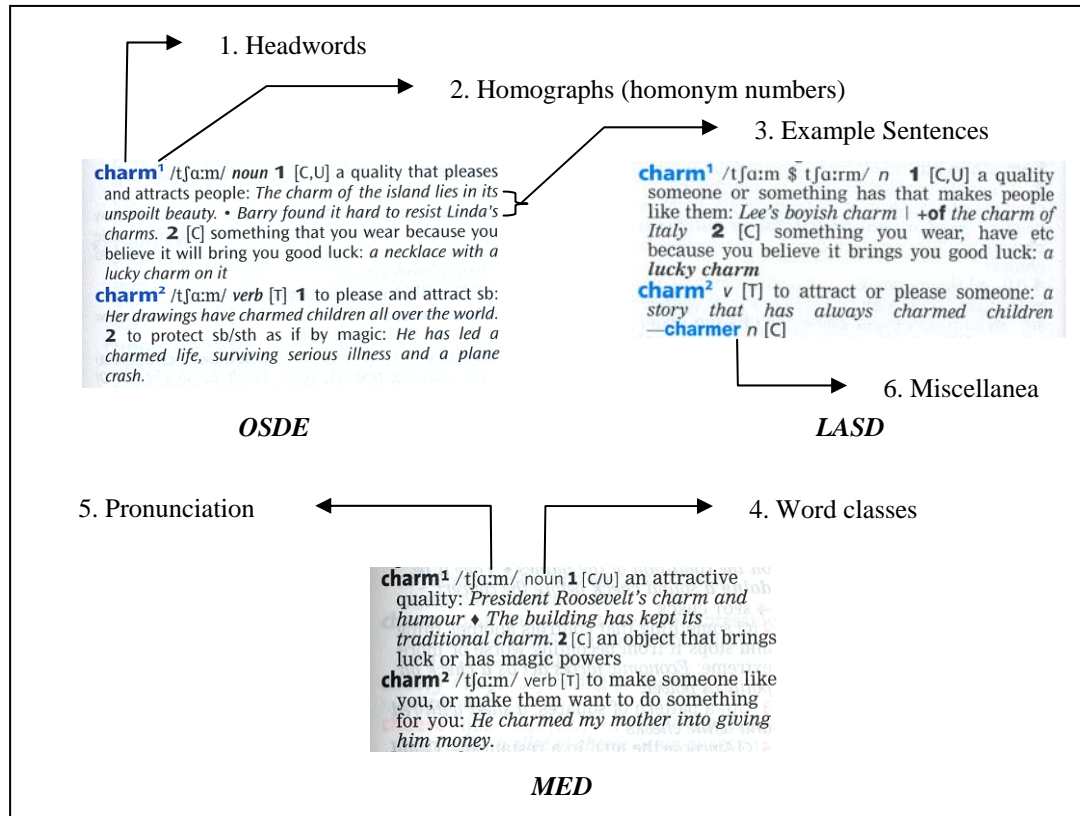 1. Headwords
2. Homographs (homonym numbers)
3. Example Sentences
charm¹ /tʃɑːm/ noun 1 [C,U] a quality that pleases
and attracts people: The charm of the island lies in its
unspoilt beauty. • Barry found it hard to resist Linda's
charms. 2 [C] something that you wear because you
believe it will bring you good luck: a necklace with a
lucky charm on it
charm² /tʃɑːm/ verb [T] 1 to please and attract sb:
Her drawings have charmed children all over the world.
2 to protect sb/sth as if by magic: He has led a
charmed life, surviving serious illness and a plane
crash.
OSDE
charm¹ /tʃɑːm $ tʃɑːrm/ n 1 [C,U] a quality
someone or something has that makes people
like them: Lee's boyish charm | +of the charm of
Italy 2 [C] something you wear, have etc
because you believe it brings you good luck: a
lucky charm
charm² v [T] to attract or please someone: a
story that has always charmed children
—charmer n [C]
6. Miscellanea
LASD
5. Pronunciation
4. Word classes
charm¹ /tʃɑːm/ noun 1 [C/U] an attractive
quality: President Roosevelt's charm and
humour ♦ The building has kept its
traditional charm. 2 [C] an object that brings
luck or has magic powers
charm² /tʃɑːm/ verb [T] to make someone like
you, or make them want to do something
for you: He charmed my mother into giving
him money.
MED